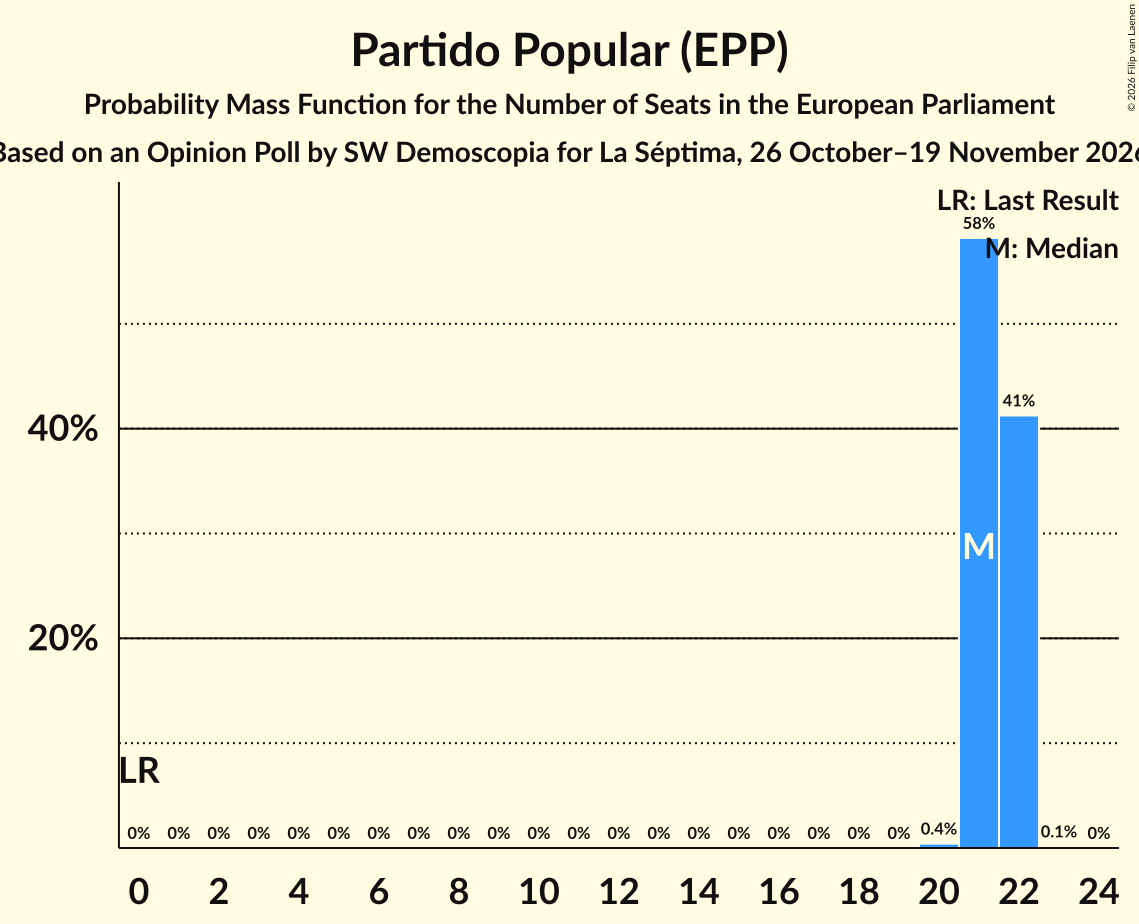 Partido Popular (EPP)
Probability Mass Function for the Number of Seats in the European Parliament
Based on an Opinion Poll by SW Demoscopia for La Séptima, 26 October–19 November 2026
© 2026 Filip van Laenen
LR: Last Result
M: Median
58%
41%
40%
20%
M
LR
0% 0% 0% 0% 0% 0% 0% 0% 0% 0% 0% 0% 0% 0% 0% 0% 0% 0% 0% 0% 0.4% 0.1% 0%
0 2 4 6 8 10 12 14 16 18 20 22 24